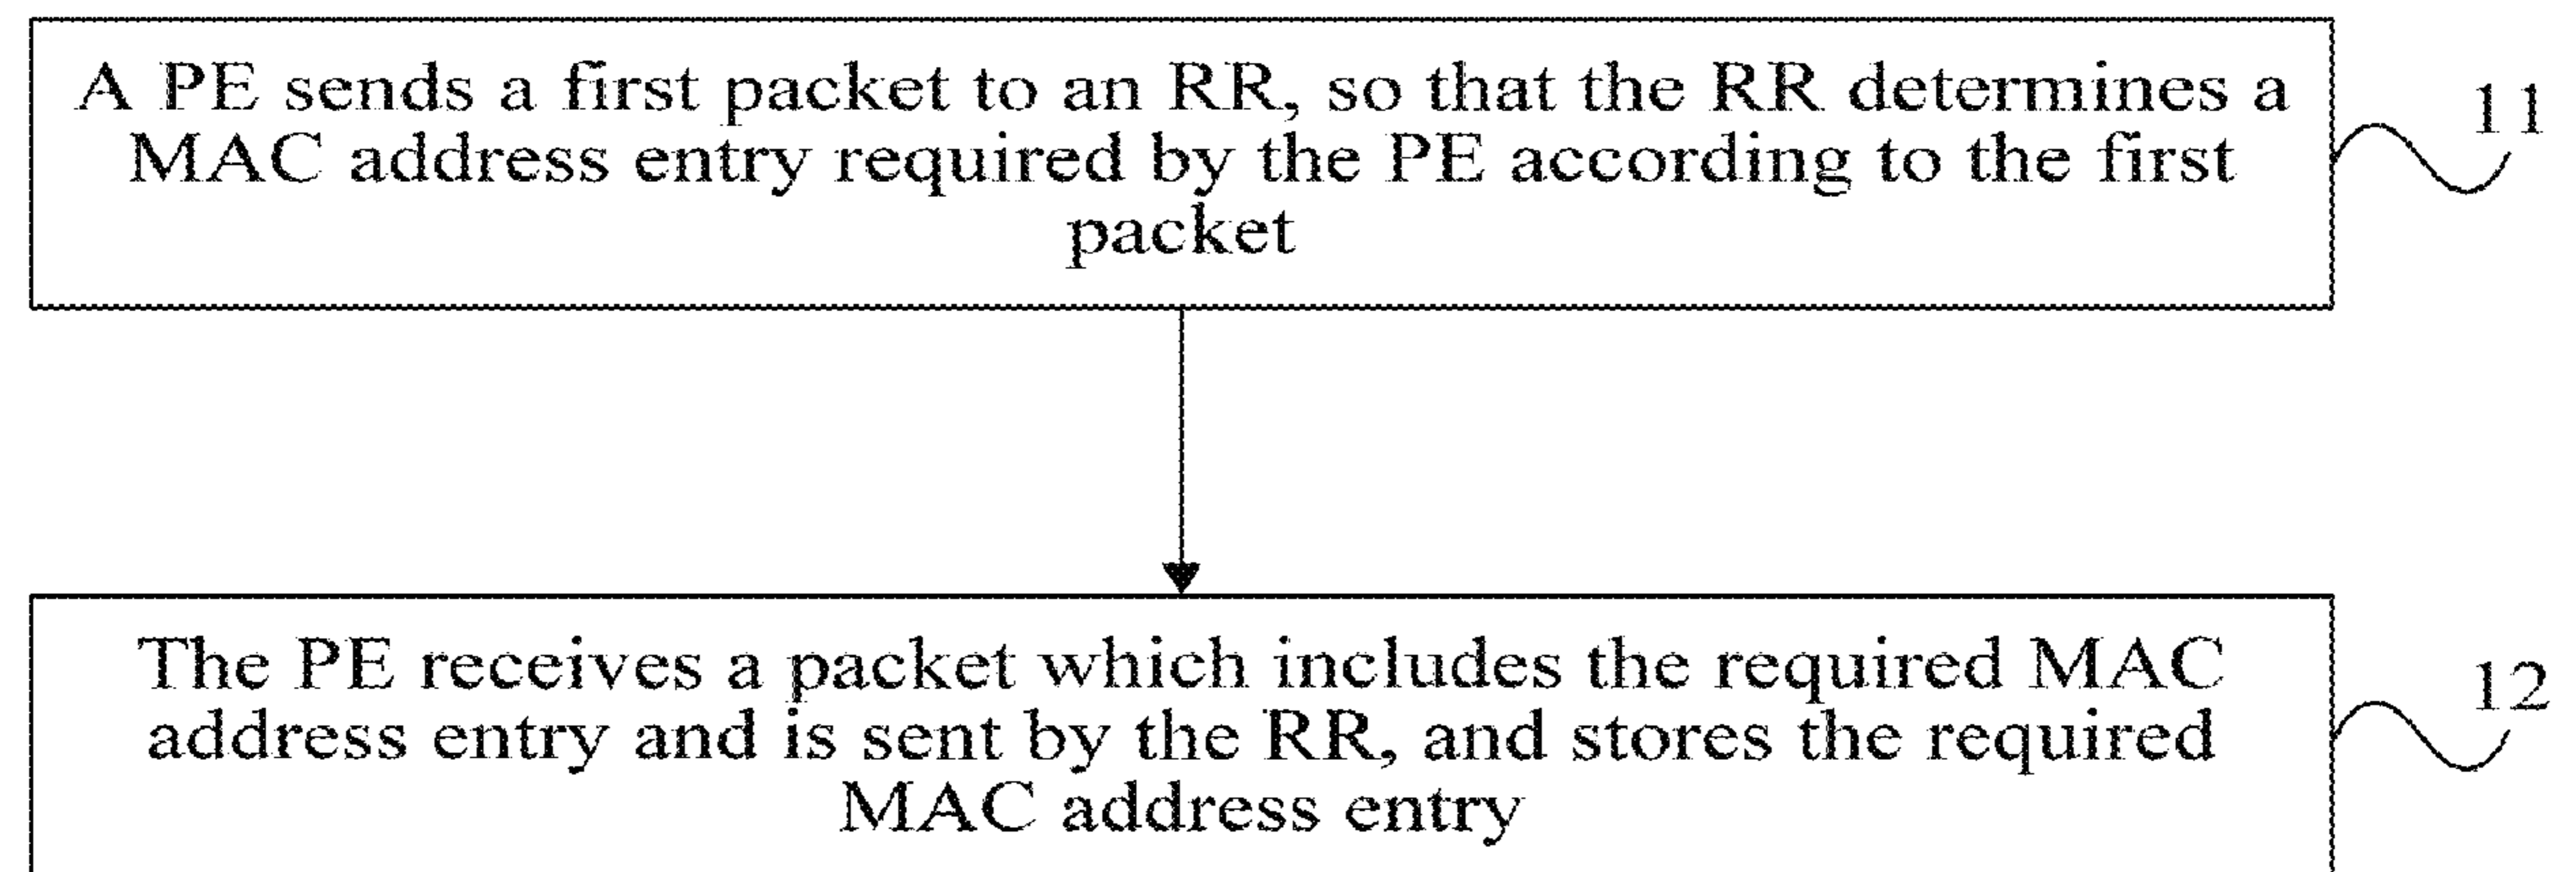 A PE sends a first packet to an RR, so that the RR determines a
MAC address entry required by the PE according to the first
packet
11
The PE receives a packet which includes the required MAC
address entry and is sent by the RR, and stores the required
MAC address entry
12